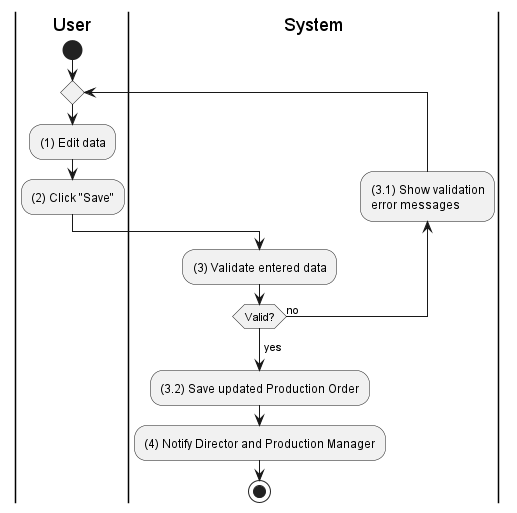 User
System
(1) Edit data
(2) Click "Save"
(3.1) Show validation
error messages
(3) Validate entered data
Valid?
no
yes
(3.2) Save updated Production Order
(4) Notify Director and Production Manager